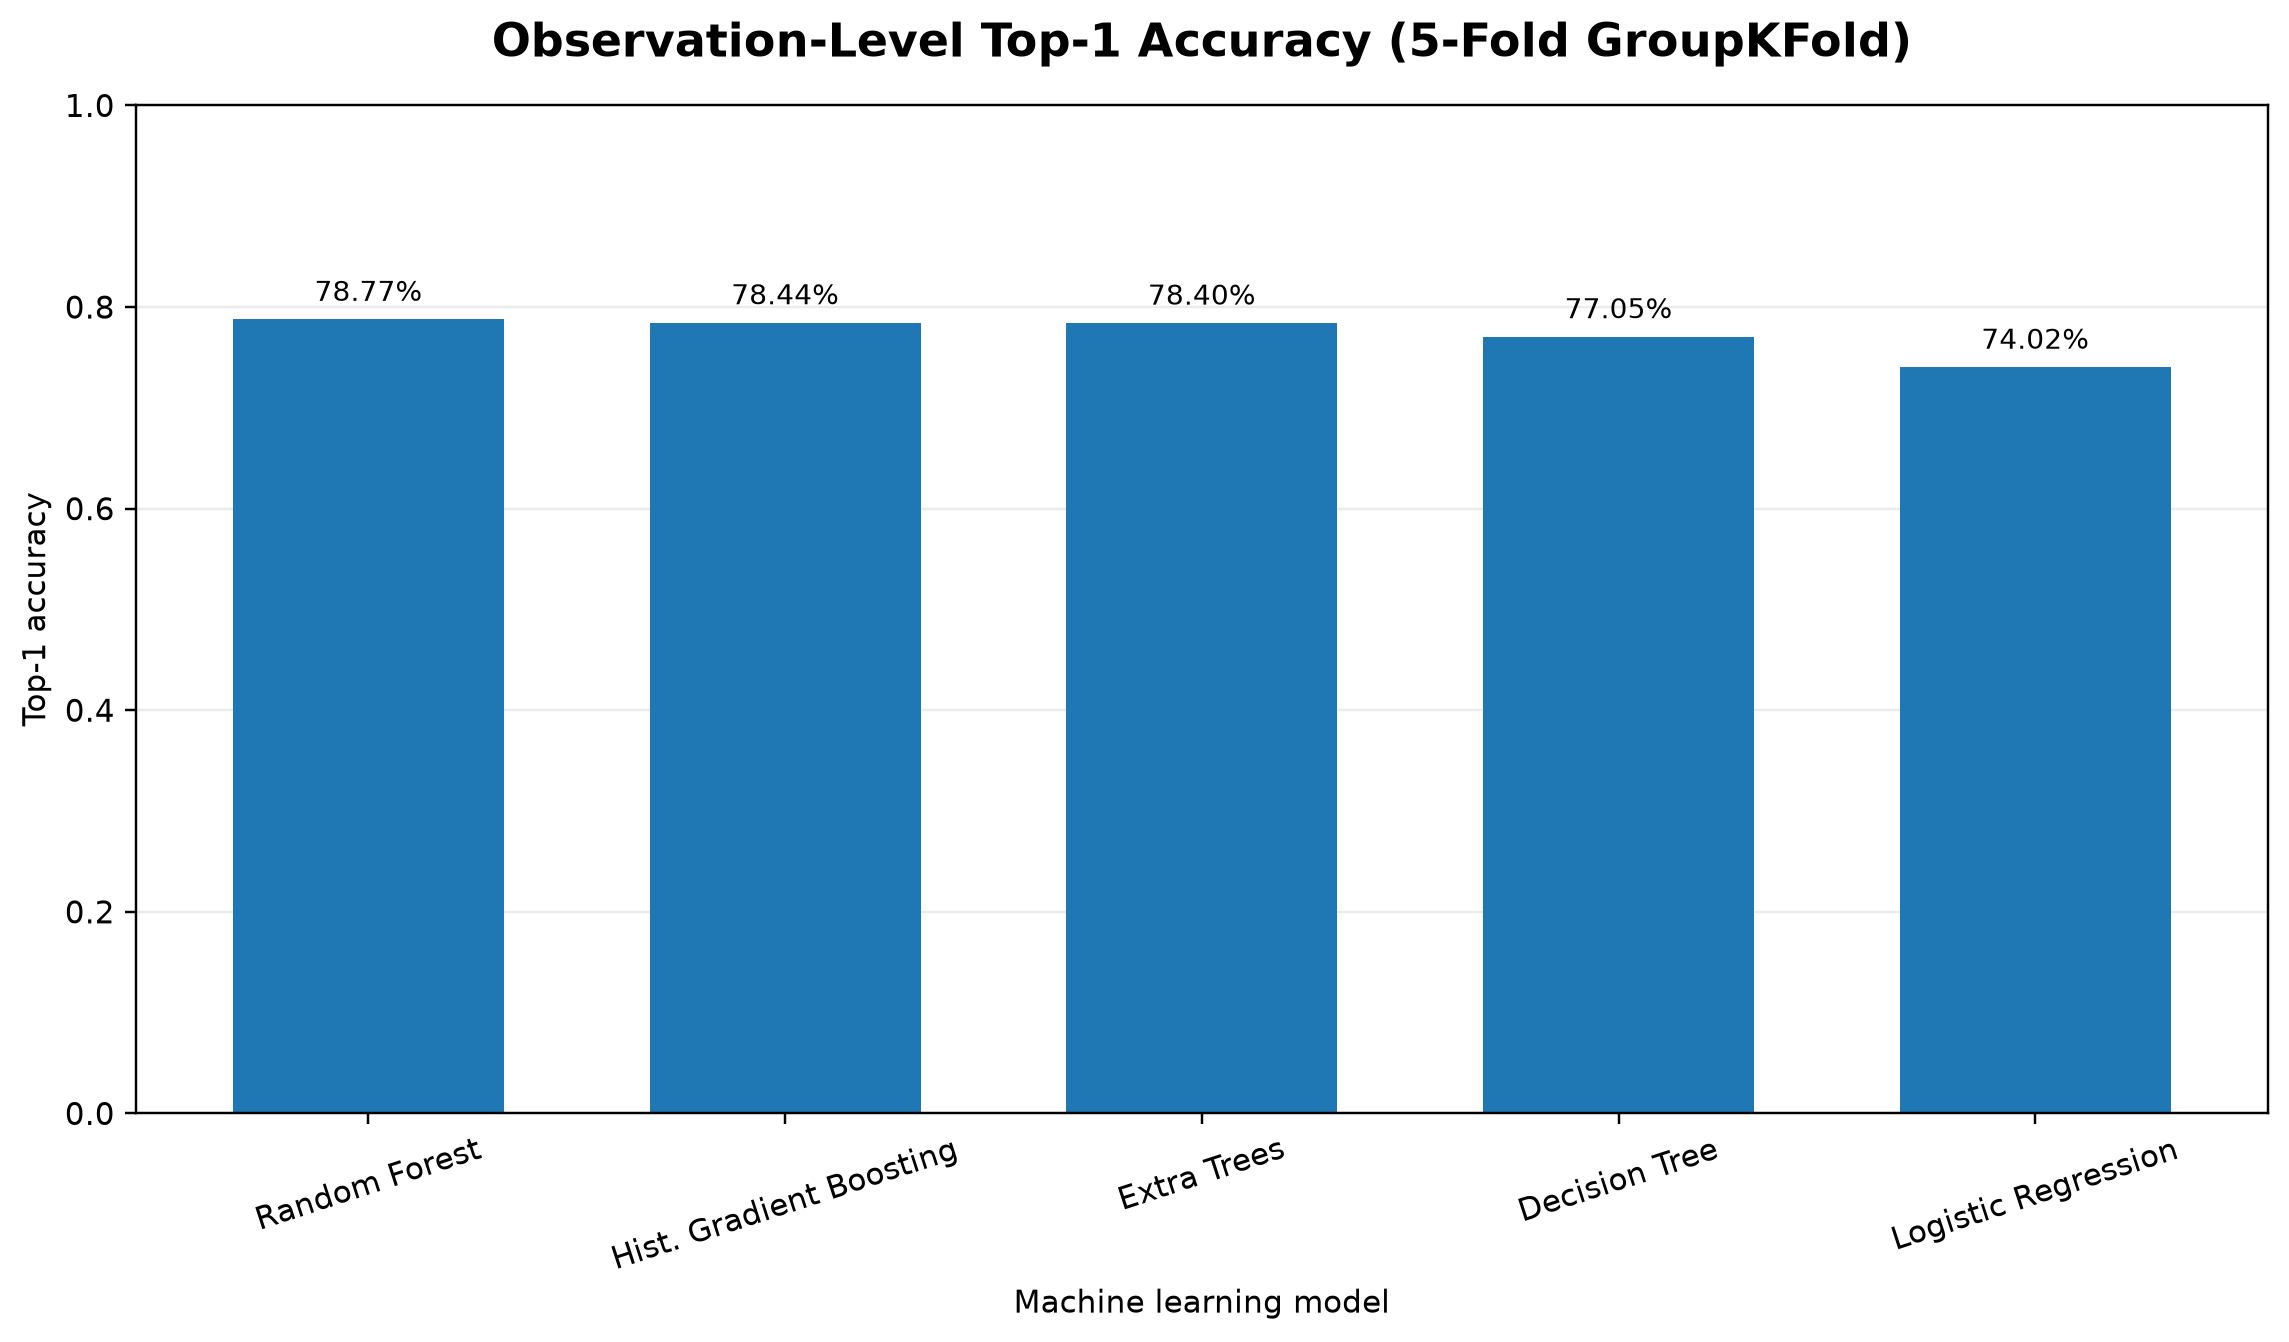 Observation-Level Top-1 Accuracy (5-Fold GroupKFold)
1.0
0.8
0.6
0.4
0.2
0.0
Top-1 accuracy
78.77%
78.44%
78.40%
77.05%
74.02%
Random Forest
Hist. Gradient Boosting
Extra Trees
Decision Tree
Logistic Regression
Machine learning model